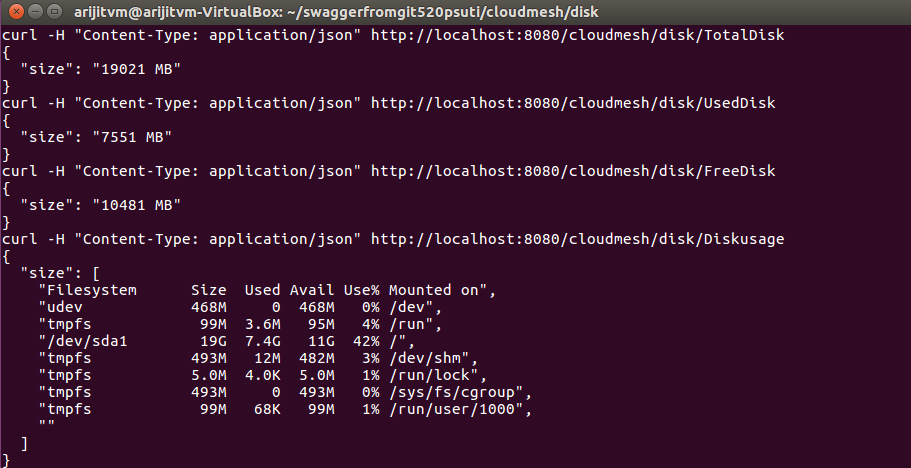 arijitvm@arijitvm-VirtualBox: ~/swaggerfromgit520psuti/cloudmesh/disk
curl -H "Content-Type: application/json" http://localhost:8080/cloudmesh/disk/TotalDisk
{
  "size": "19021 MB"
}
curl -H "Content-Type: application/json" http://localhost:8080/cloudmesh/disk/UsedDisk
{
  "size": "7551 MB"
}
curl -H "Content-Type: application/json" http://localhost:8080/cloudmesh/disk/FreeDisk
{
  "size": "10481 MB"
}
curl -H "Content-Type: application/json" http://localhost:8080/cloudmesh/disk/Diskusage
{
  "size": [
    "Filesystem      Size  Used Avail Use% Mounted on",
    "udev            468M     0  468M   0% /dev",
    "tmpfs            99M  3.6M   95M   4% /run",
    "/dev/sda1        19G  7.4G   11G  42% /",
    "tmpfs           493M   12M  482M   3% /dev/shm",
    "tmpfs           5.0M  4.0K  5.0M   1% /run/lock",
    "tmpfs           493M     0  493M   0% /sys/fs/cgroup",
    "tmpfs            99M   68K   99M   1% /run/user/1000",
    ""
  ]
}